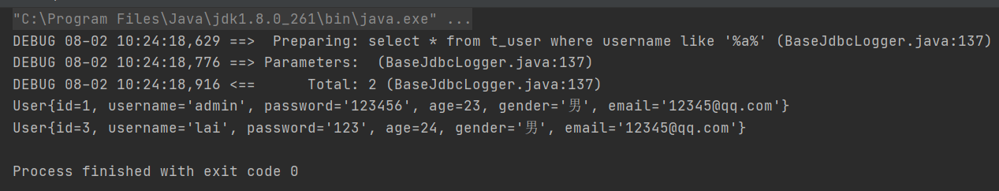 "C:\Program Files\Java\jdk1.8.0_261\bin\java.exe" ...
DEBUG 08-02 10:24:18,629 ==>  Preparing: select * from t_user where username like '%a%' (BaseJdbcLogger.java:137)
DEBUG 08-02 10:24:18,776 ==> Parameters:  (BaseJdbcLogger.java:137)
DEBUG 08-02 10:24:18,916 <==      Total: 2 (BaseJdbcLogger.java:137)
User{id=1, username='admin', password='123456', age=23, gender='男', email='12345@qq.com'}
User{id=3, username='lai', password='123', age=24, gender='男', email='12345@qq.com'}
Process finished with exit code 0